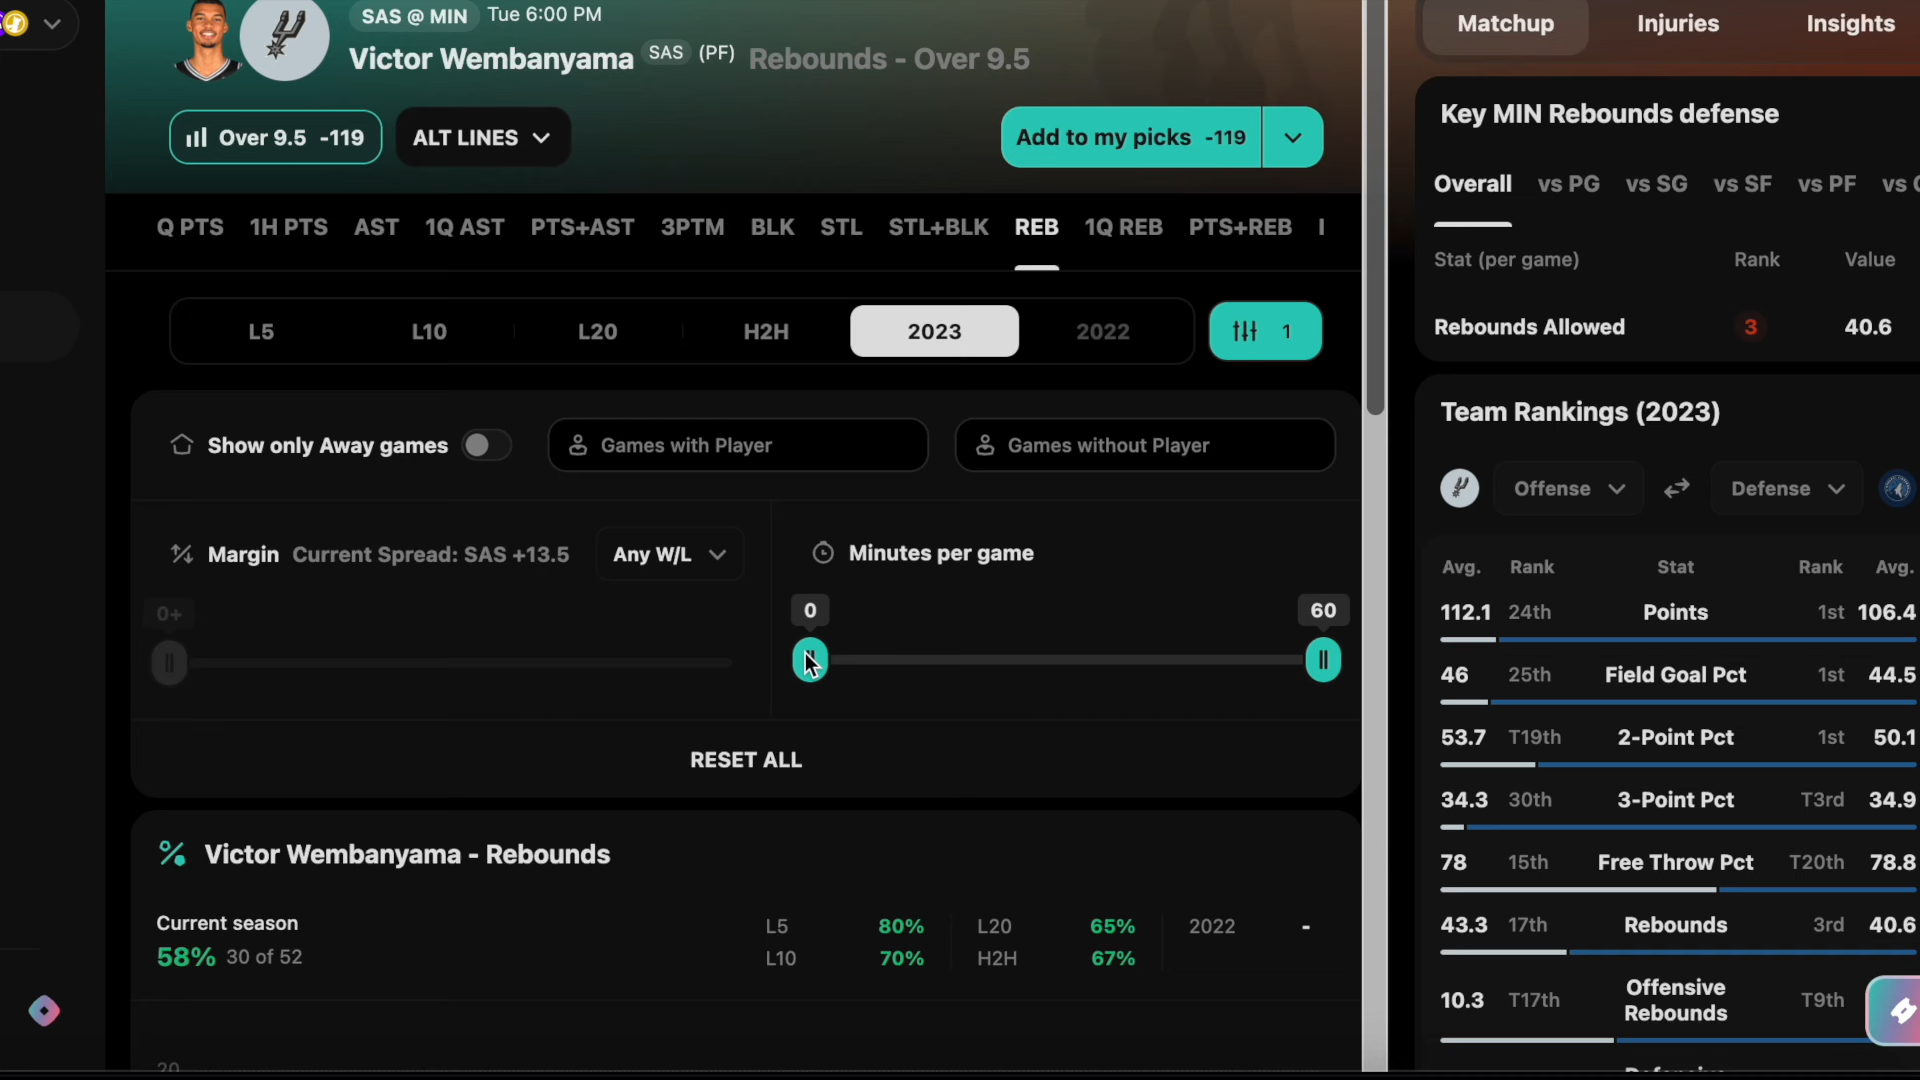 SAS @ MIN Tue 6:00 PM
Victor Wembanyama SAS (PF) Rebounds - Over 9.5
Over 9.5 -119 ALT LINES Add to my picks -119
Q PTS 1H PTS AST 1Q AST PTS+AST 3PTM BLK STL STL+BLK REB 1Q REB PTS+REB
L5 L10 L20 H2H 2023 2022 1
Show only Away games Games with Player Games without Player
Margin Current Spread: SAS +13.5 Any W/L Minutes per game
0+ 0 60
RESET ALL
Victor Wembanyama - Rebounds
Current season L5 80% L20 65% 2022 -
58% 30 of 52 L10 70% H2H 67%
20
Matchup Injuries Insights
Key MIN Rebounds defense
Overall vs PG vs SG vs SF vs PF vs
Stat (per game) Rank Value
Rebounds Allowed 3 40.6
Team Rankings (2023)
Offense Defense
Avg. Rank Stat Rank Avg.
112.1 24th Points 1st 106.4
46 25th Field Goal Pct 1st 44.5
53.7 T19th 2-Point Pct 1st 50.1
34.3 30th 3-Point Pct T3rd 34.9
78 15th Free Throw Pct T20th 78.8
43.3 17th Rebounds 3rd 40.6
10.3 T17th Offensive Rebounds T9th